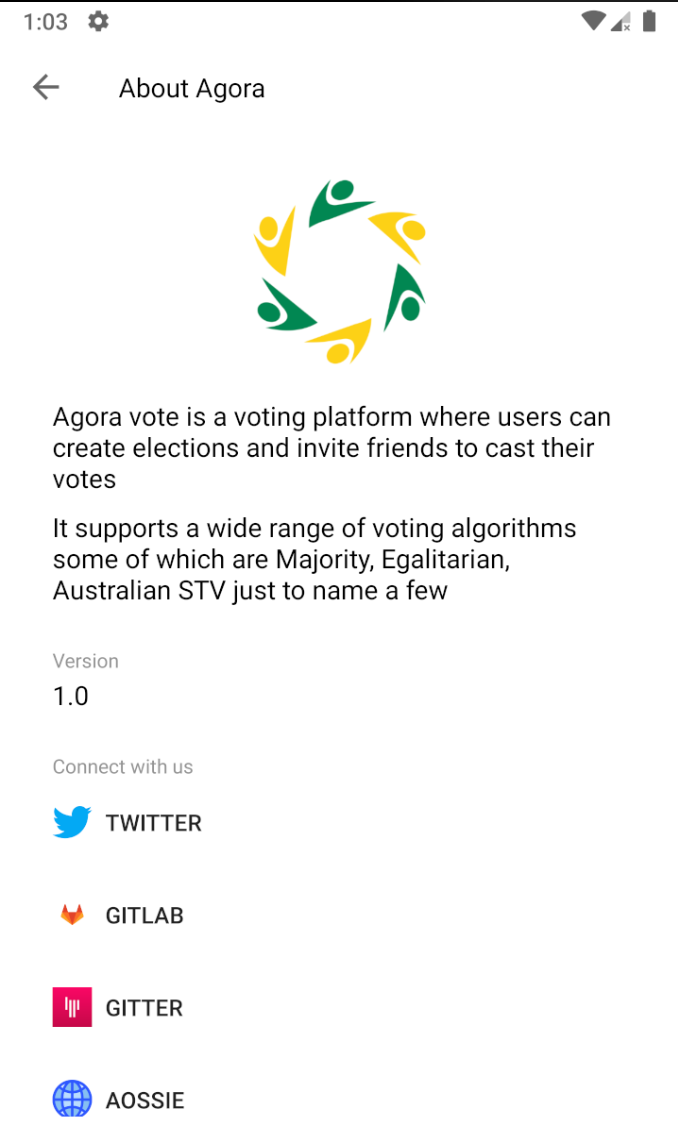 1:03
About Agora
Agora vote is a voting platform where users can
create elections and invite friends to cast their
votes
It supports a wide range of voting algorithms
some of which are Majority, Egalitarian,
Australian STV just to name a few
Version
1.0
Connect with us
TWITTER
GITLAB
GITTER
AOSSIE